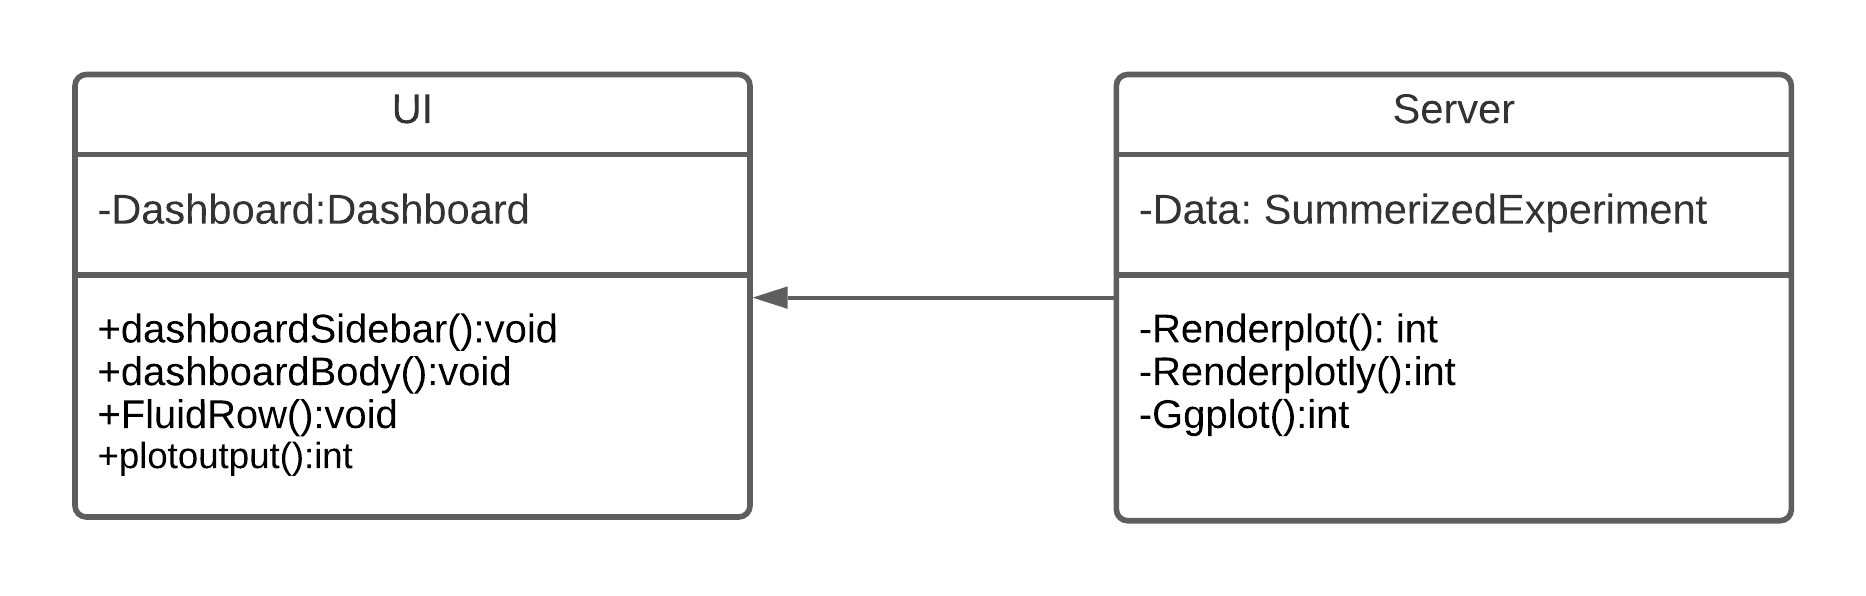 UI
-Dashboard:Dashboard
+dashboardSidebar():void
+dashboardBody():void
+FluidRow():void
+plotoutput():int
Server
-Data: SummerizedExperiment
-Renderplot(): int
-Renderplotly():int
-Ggplot():int